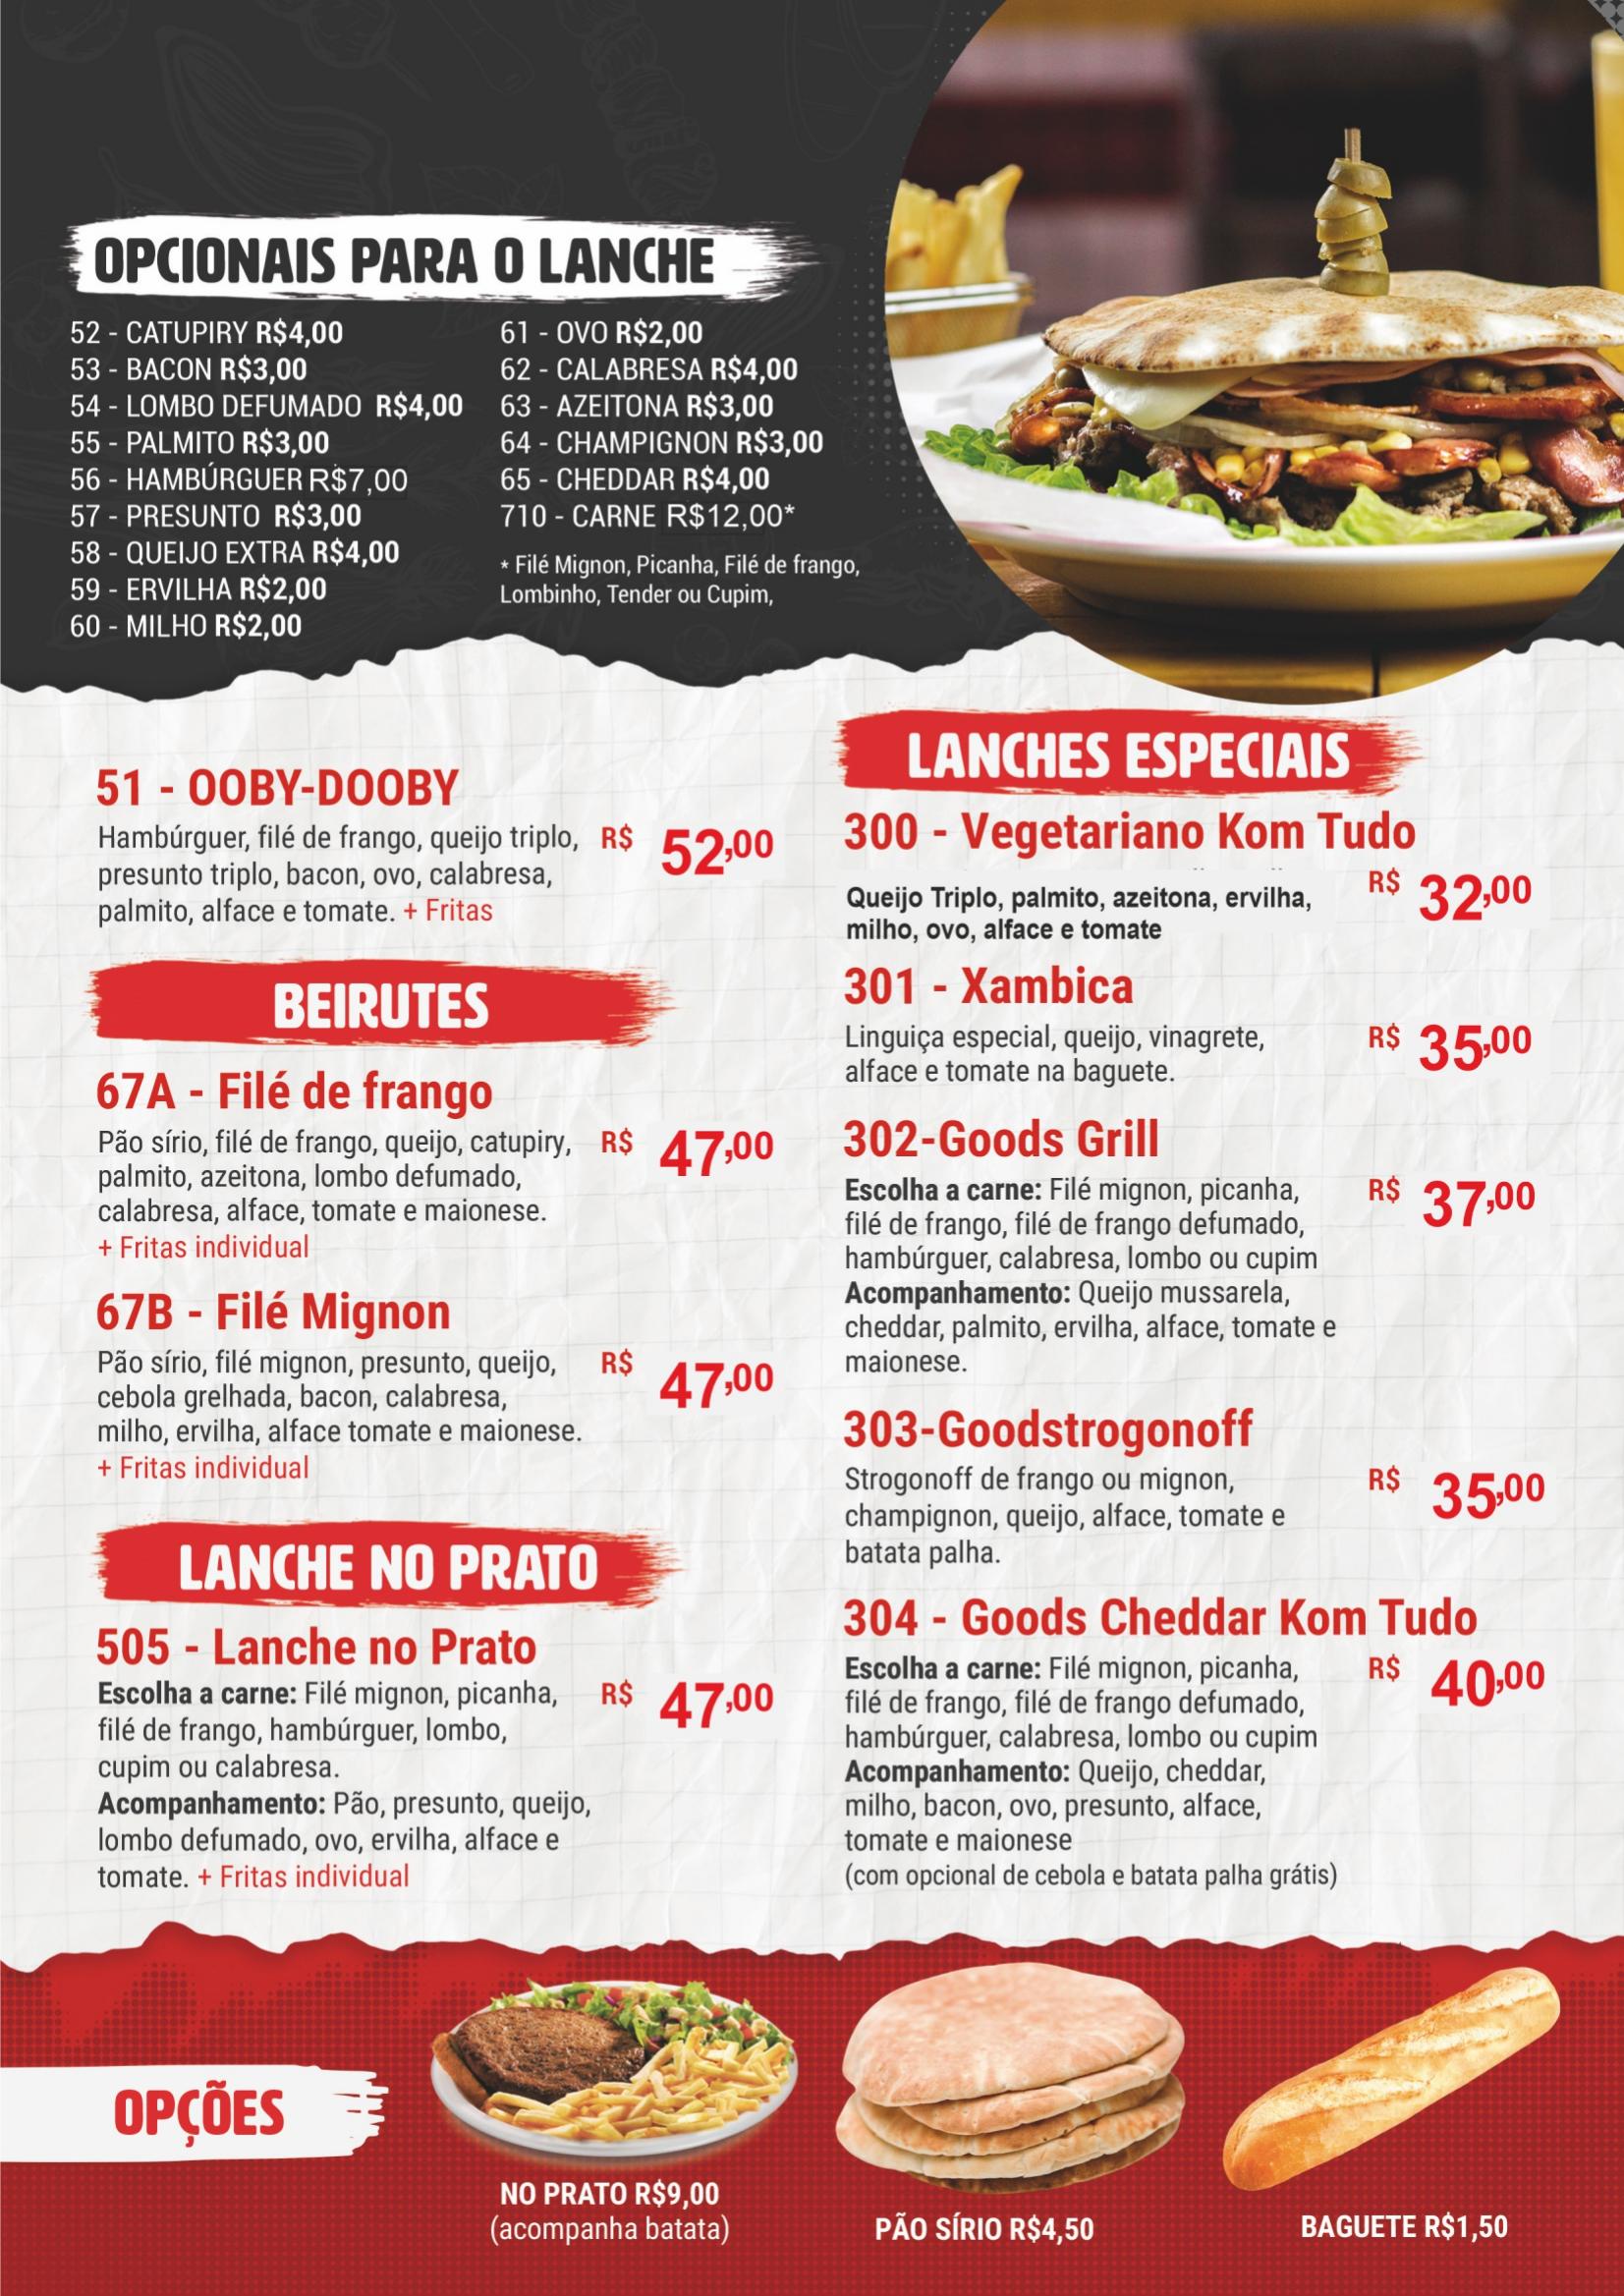 OPCIONAIS PARA O LANCHE
52 - CATUPIRY R$4,00
53 - BACON R$3,00
54 - LOMBO DEFUMADO R$4,00
55 - PALMITO R$3,00
56 - HAMBÚRGUER R$7,00
57 - PRESUNTO R$3,00
58 - QUEIJO EXTRA R$4,00
59 - ERVILHA R$2,00
60 - MILHO R$2,00
61 - OVO R$2,00
62 - CALABRESA R$4,00
63 - AZEITONA R$3,00
64 - CHAMPIGNON R$3,00
65 - CHEDDAR R$4,00
710 - CARNE R$12,00*
* Filé Mignon, Picanha, Filé de frango,
Lombinho, Tender ou Cupim,
51 - OOBY-DOOBY
Hambúrguer, filé de frango, queijo triplo, R$ 52,00
presunto triplo, bacon, ovo, calabresa,
palmito, alface e tomate. + Fritas
BEIRUTES
67A - Filé de frango
Pão sírio, filé de frango, queijo, catupiry, R$ 47,00
palmito, azeitona, lombo defumado,
calabresa, alface, tomate e maionese.
+ Fritas individual
67B - Filé Mignon
Pão sírio, filé mignon, presunto, queijo, R$ 47,00
cebola grelhada, bacon, calabresa,
milho, ervilha, alface tomate e maionese.
+ Fritas individual
LANCHE NO PRATO
505 - Lanche no Prato
Escolha a carne: Filé mignon, picanha, R$ 47,00
filé de frango, hambúrguer, lombo,
cupim ou calabresa.
Acompanhamento: Pão, presunto, queijo,
lombo defumado, ovo, ervilha, alface e
tomate. + Fritas individual
LANCHES ESPECIAIS
300 - Vegetariano Kom Tudo
Queijo Triplo, palmito, azeitona, ervilha, R$ 32,00
milho, ovo, alface e tomate
301 - Xambica
Linguiça especial, queijo, vinagrete, R$ 35,00
alface e tomate na baguete.
302-Goods Grill
Escolha a carne: Filé mignon, picanha, R$ 37,00
filé de frango, filé de frango defumado,
hambúrguer, calabresa, lombo ou cupim
Acompanhamento: Queijo mussarela,
cheddar, palmito, ervilha, alface, tomate e
maionese.
303-Goodstrogonoff
Strogonoff de frango ou mignon, R$ 35,00
champignon, queijo, alface, tomate e
batata palha.
304 - Goods Cheddar Kom Tudo
Escolha a carne: Filé mignon, picanha, R$ 40,00
filé de frango, filé de frango defumado,
hambúrguer, calabresa, lombo ou cupim
Acompanhamento: Queijo, cheddar,
milho, bacon, ovo, presunto, alface,
tomate e maionese
(com opcional de cebola e batata palha grátis)
OPÇÕES
NO PRATO R$9,00
(acompanha batata)
PÃO SÍRIO R$4,50
BAGUETE R$1,50